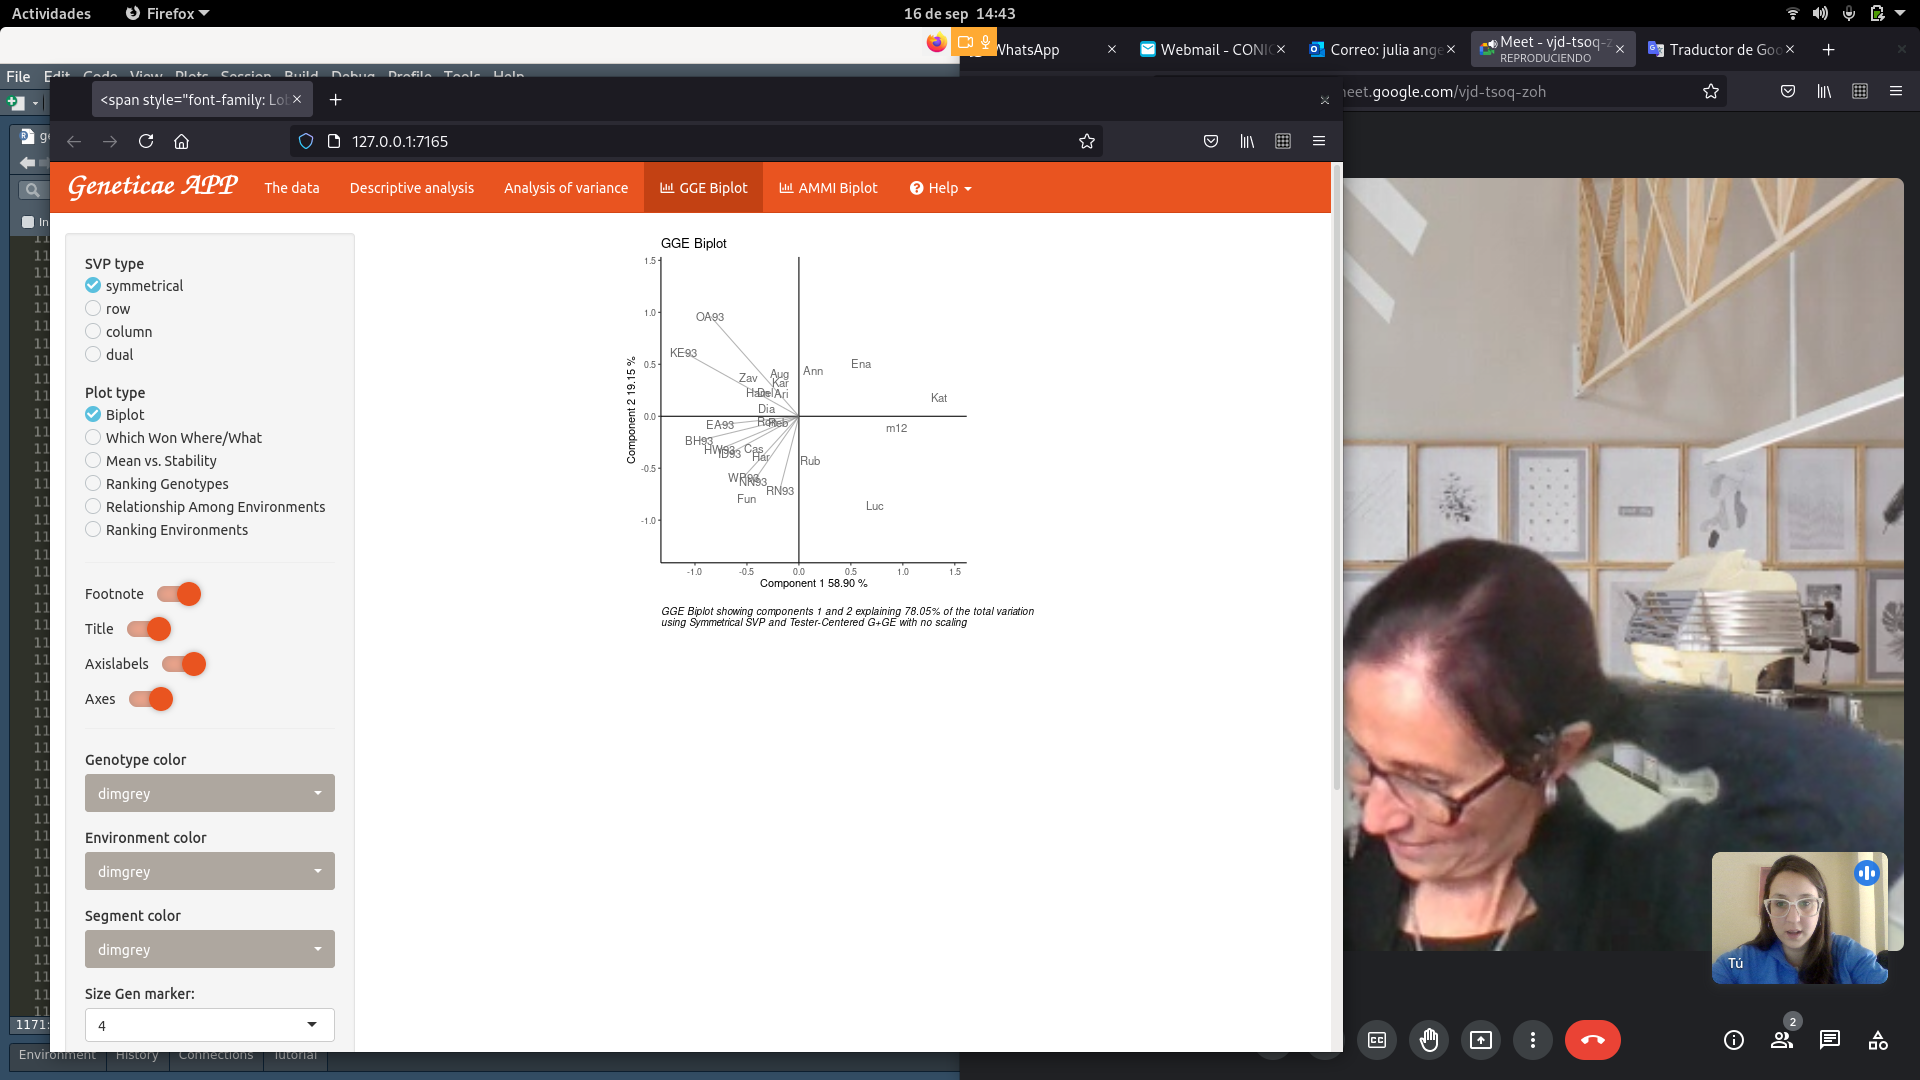 Actividades
Firefox
16 de sep 14:43
WhatsApp
Webmail - CONIC
Correo: julia ange
Meet - vjd-tsoq-z
REPRODUCIENDO
Traductor de Goo
File Edit Code View Plots Session Build Debug Profile Tools Help
<span style="font-family: Lob
meet.google.com/vjd-tsoq-zoh
127.0.0.1:7165
Geneticae APP
The data
Descriptive analysis
Analysis of variance
GGE Biplot
AMMI Biplot
Help
SVP type
symmetrical
row
column
dual
Plot type
Biplot
Which Won Where/What
Mean vs. Stability
Ranking Genotypes
Relationship Among Environments
Ranking Environments
Footnote
Title
Axislabels
Axes
Genotype color
dimgrey
Environment color
dimgrey
Segment color
dimgrey
Size Gen marker:
4
GGE Biplot
1.5
1.0
0.5
0.0
-0.5
-1.0
Component 2 19.15 %
OA93
KE93
Ena
Ann
Aug
Zav
Kar
Ham
Del
Ari
Kat
Dia
EA93
Ron
Reb
m12
BH93
HW93
ID93
Cas
Har
Rub
WP93
NN93
RN93
Fun
Luc
-1.0 -0.5 0.0 0.5 1.0 1.5
Component 1 58.90 %
GGE Biplot showing components 1 and 2 explaining 78.05% of the total variation
using Symmetrical SVP and Tester-Centered G+GE with no scaling
1171:
Environment History Connections Tutorial
Tú
2